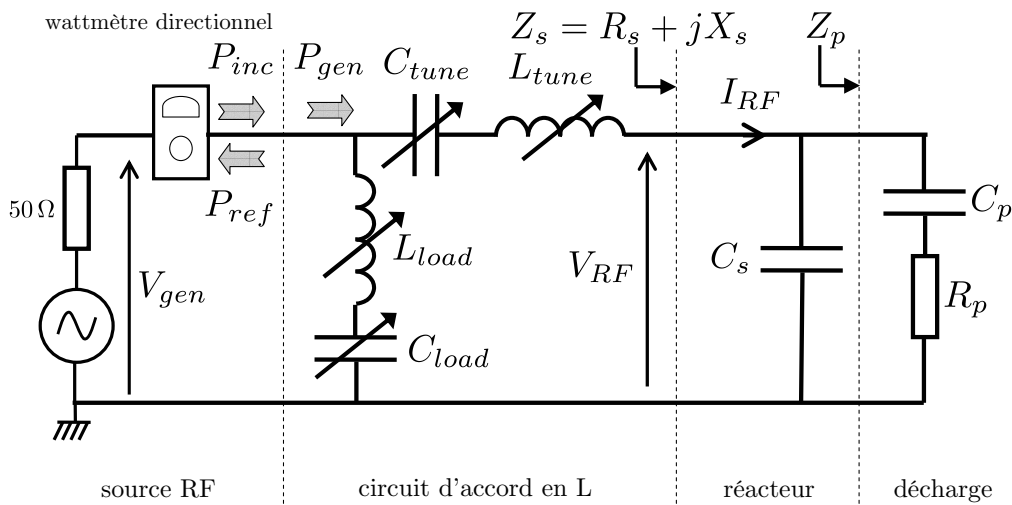 wattmètre directionnel
Z_s = R_s + jX_s
Z_p
P_inc
P_gen
C_tune
L_tune
I_RF
50 Ω
P_ref
V_gen
L_load
C_load
V_RF
C_s
C_p
R_p
source RF
circuit d'accord en L
réacteur
décharge